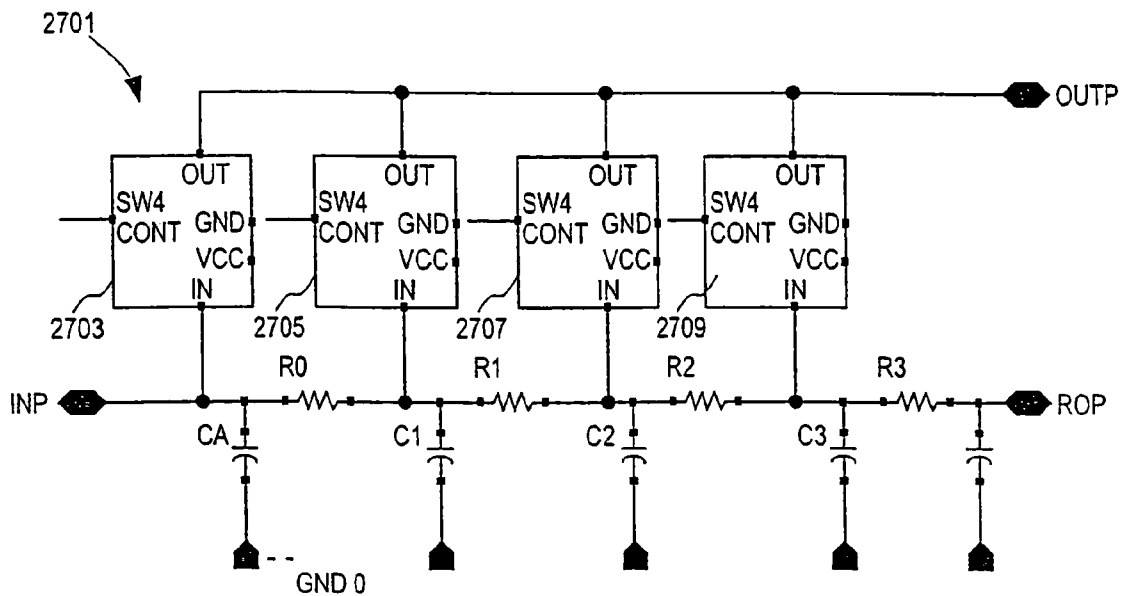 2701
OUTP
OUT OUT OUT OUT
SW4 SW4 SW4 SW4
CONT GND CONT GND CONT GND CONT GND
VCC VCC VCC VCC
IN IN IN IN
2703 2705 2707 2709
R0 R1 R2 R3
INP ROP
CA C1 C2 C3
GND 0